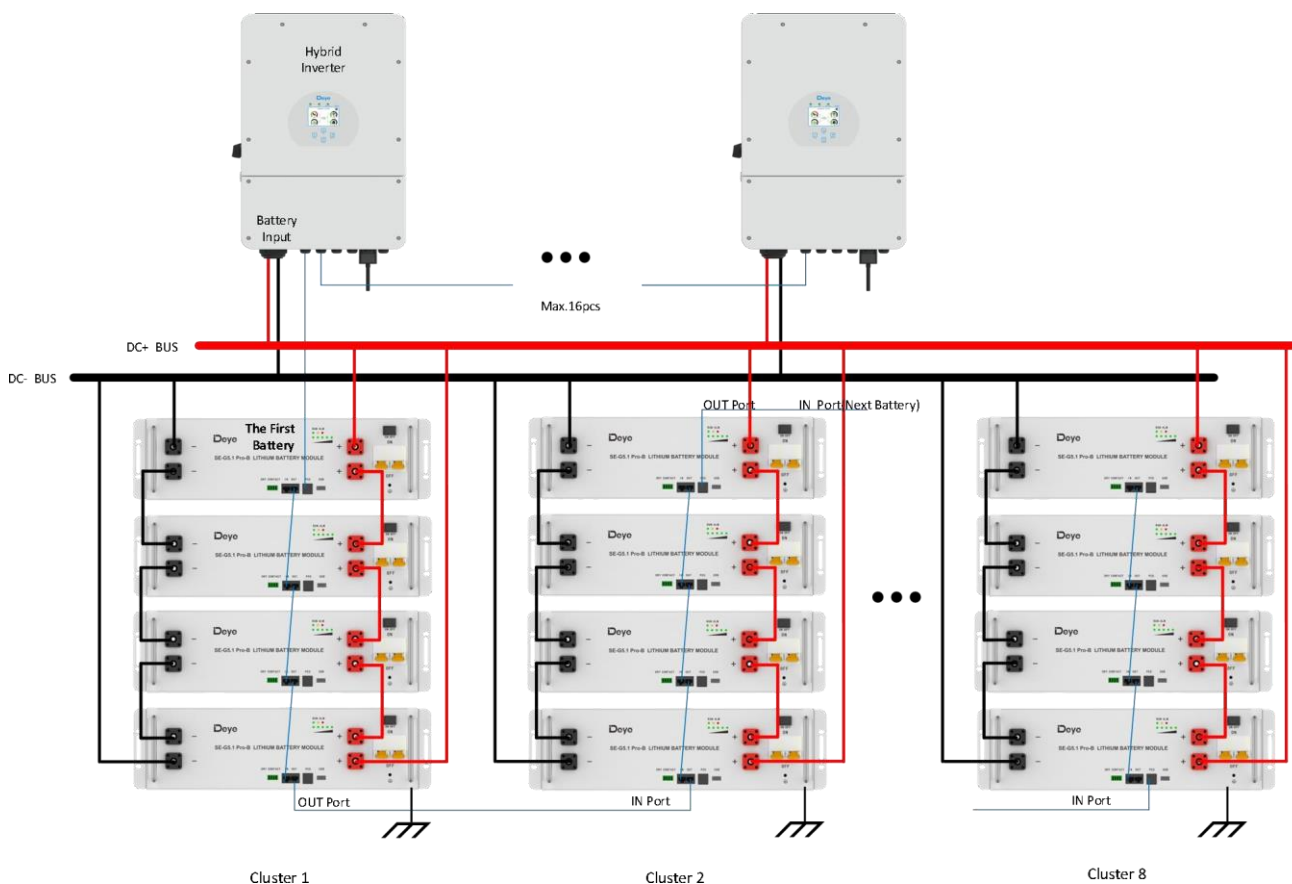 Hybrid
Inverter
Deye
Deye
Battery
Input
Max.16pcs
DC+ BUS
DC- BUS
OUT Port
IN Port(Next Battery)
The First
Battery
Deye
SE-G5.1 Pro-B LITHIUM BATTERY MODULE
Deye
SE-G5.1 Pro-B LITHIUM BATTERY MODULE
Deye
SE-G5.1 Pro-B LITHIUM BATTERY MODULE
Deye
SE-G5.1 Pro-B LITHIUM BATTERY MODULE
Deye
SE-G5.1 Pro-B LITHIUM BATTERY MODULE
Deye
SE-G5.1 Pro-B LITHIUM BATTERY MODULE
Deye
SE-G5.1 Pro-B LITHIUM BATTERY MODULE
Deye
SE-G5.1 Pro-B LITHIUM BATTERY MODULE
Deye
SE-G5.1 Pro-B LITHIUM BATTERY MODULE
Deye
SE-G5.1 Pro-B LITHIUM BATTERY MODULE
Deye
SE-G5.1 Pro-B LITHIUM BATTERY MODULE
Deye
SE-G5.1 Pro-B LITHIUM BATTERY MODULE
OUT Port
IN Port
IN Port
Cluster 1
Cluster 2
Cluster 8